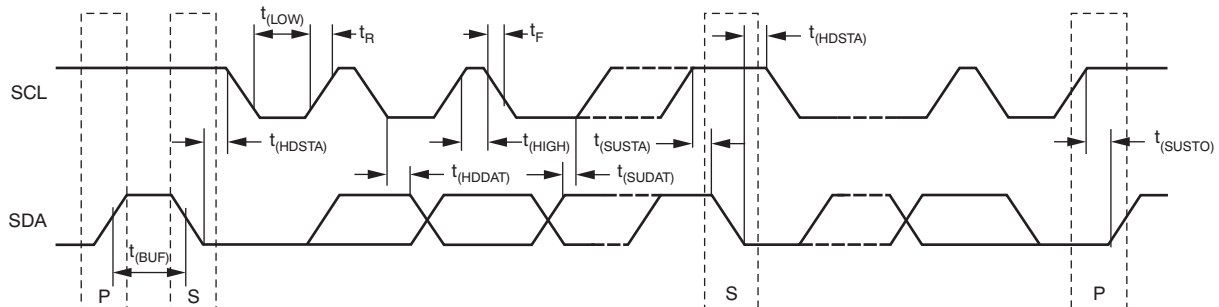 t(LOW)
tR
tF
t(HDSTA)
SCL
t(HDSTA)
t(HIGH)
t(SUSTA)
t(SUSTO)
t(HDDAT)
t(SUDAT)
SDA
t(BUF)
P
S
S
P